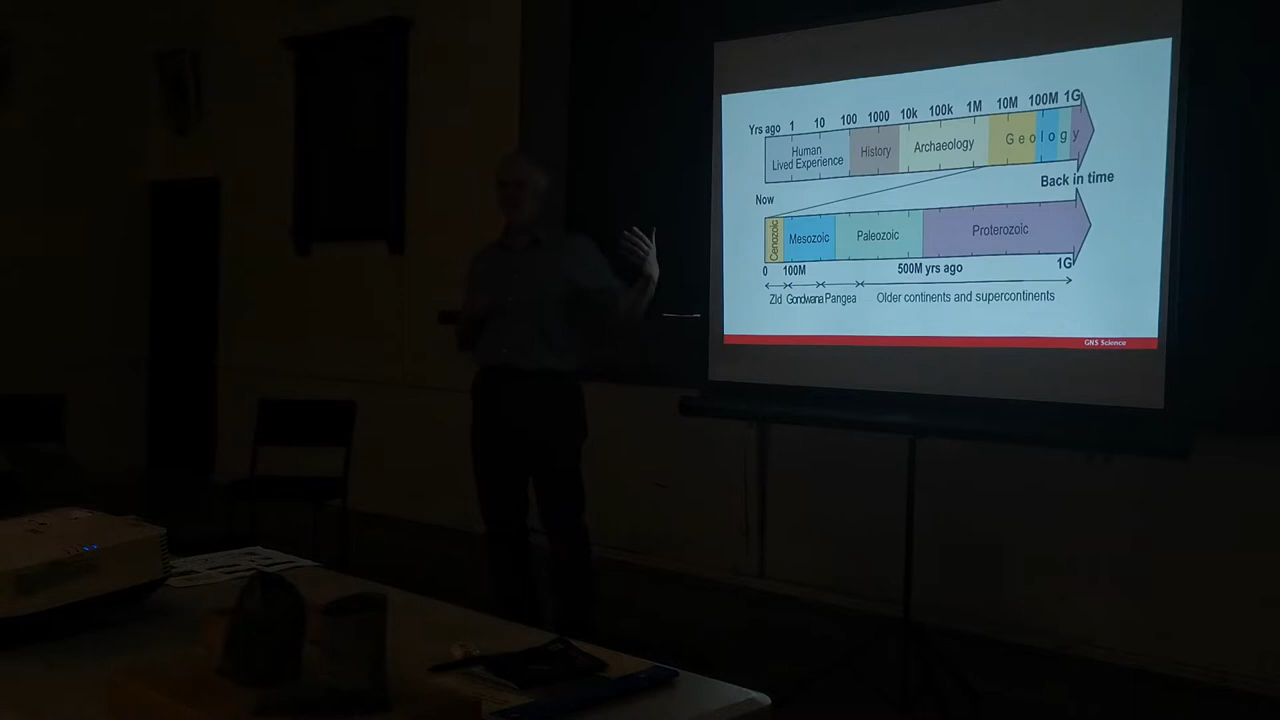 Yrs ago 1 10 100 1000 10k 100k 1M 10M 100M 1G
Human
Lived Experience
History
Archaeology
Geology
Back in time
Now
Cenozoic
Mesozoic
Paleozoic
Proterozoic
0 100M 500M yrs ago 1G
Zld Gondwana Pangea Older continents and supercontinents
GNS Science